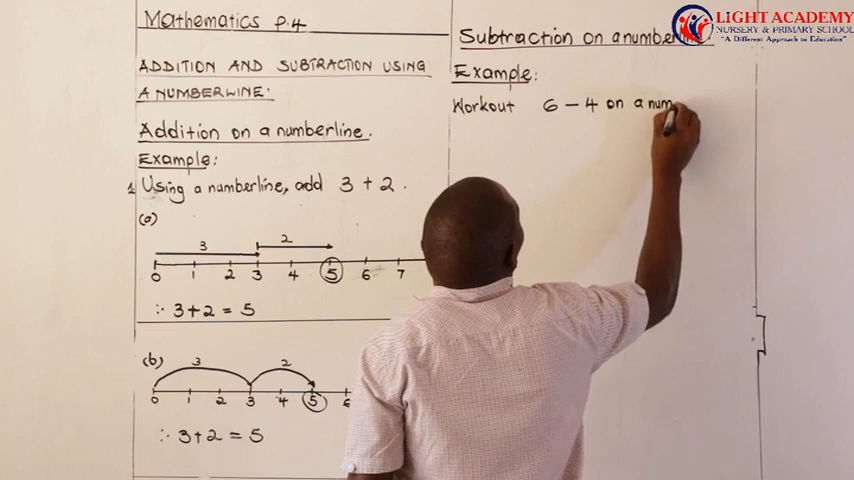 Mathematics p.4
ADDITION AND SUBTRACTION USING
A NUMBERLINE.
Addition on a numberline.
Example:
1. Using a numberline, add 3 + 2.
(a)
3 2
0 1 2 3 4 5 6 7
∴ 3+2 = 5
(b)
3 2
0 1 2 3 4 5 6
∴ 3+2 = 5
Subtraction on a numberline.
Example:
Workout 6 - 4 on a num
LIGHT ACADEMY
NURSERY & PRIMARY SCHOOL
"A Different Approach to Education"